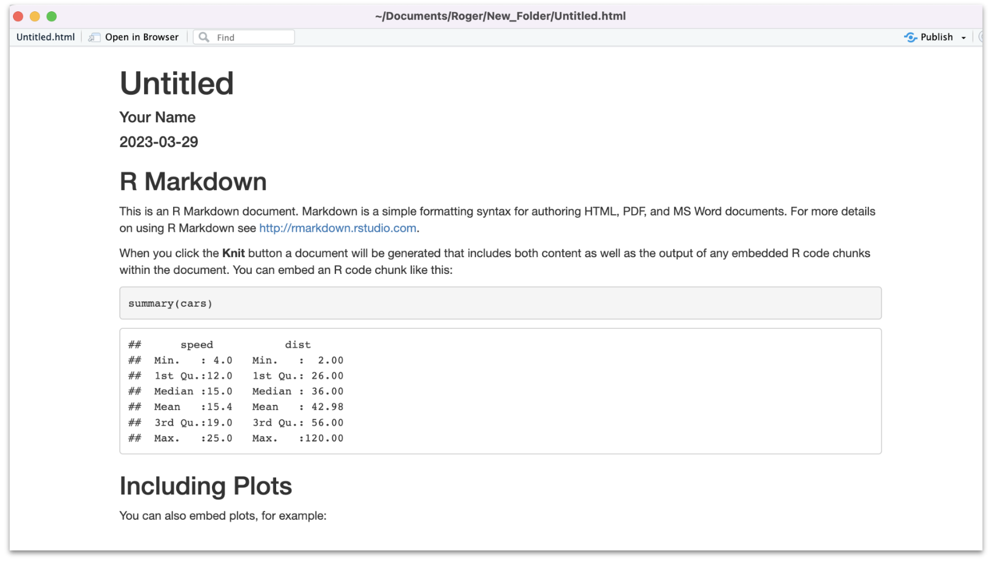 ~/Documents/Roger/New_Folder/Untitled.html
Untitled.html Open in Browser Find Publish
Untitled
Your Name
2023-03-29
R Markdown
This is an R Markdown document. Markdown is a simple formatting syntax for authoring HTML, PDF, and MS Word documents. For more details
on using R Markdown see http://rmarkdown.rstudio.com.
When you click the Knit button a document will be generated that includes both content as well as the output of any embedded R code chunks
within the document. You can embed an R code chunk like this:
summary(cars)
##      speed           dist
##  Min.   : 4.0   Min.   :  2.00
##  1st Qu.:12.0   1st Qu.: 26.00
##  Median :15.0   Median : 36.00
##  Mean   :15.4   Mean   : 42.98
##  3rd Qu.:19.0   3rd Qu.: 56.00
##  Max.   :25.0   Max.   :120.00
Including Plots
You can also embed plots, for example: